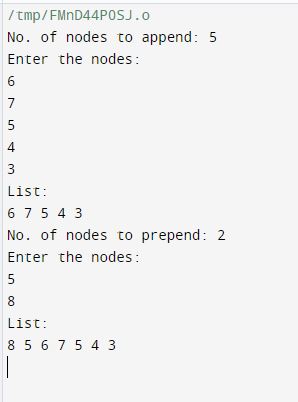 /tmp/FMnD44P0SJ.o
No. of nodes to append: 5
Enter the nodes:
6
7
5
4
3
List:
6 7 5 4 3
No. of nodes to prepend: 2
Enter the nodes:
5
8
List:
8 5 6 7 5 4 3